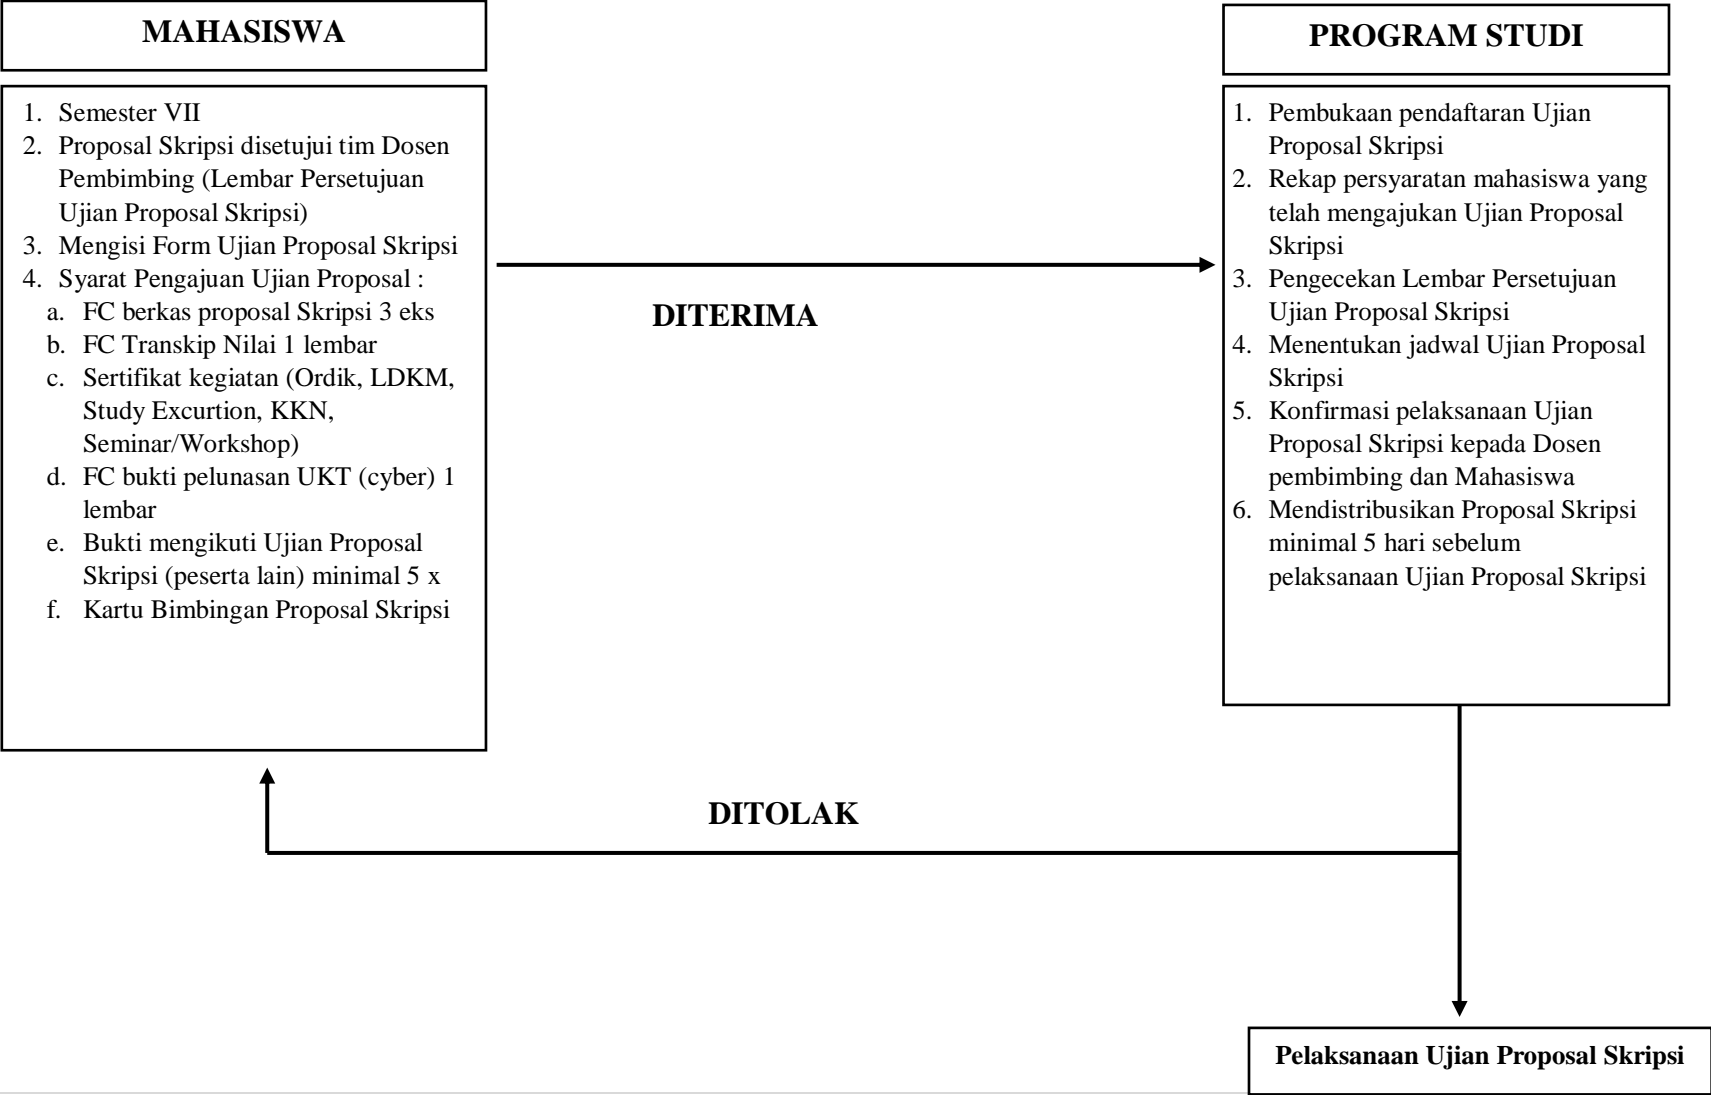 MAHASISWA
1. Semester VII
2. Proposal Skripsi disetujui tim Dosen
Pembimbing (Lembar Persetujuan
Ujian Proposal Skripsi)
3. Mengisi Form Ujian Proposal Skripsi
4. Syarat Pengajuan Ujian Proposal :
a. FC berkas proposal Skripsi 3 eks
b. FC Transkip Nilai 1 lembar
c. Sertifikat kegiatan (Ordik, LDKM,
Study Excurtion, KKN,
Seminar/Workshop)
d. FC bukti pelunasan UKT (cyber) 1
lembar
e. Bukti mengikuti Ujian Proposal
Skripsi (peserta lain) minimal 5 x
f. Kartu Bimbingan Proposal Skripsi
DITERIMA
PROGRAM STUDI
1. Pembukaan pendaftaran Ujian
Proposal Skripsi
2. Rekap persyaratan mahasiswa yang
telah mengajukan Ujian Proposal
Skripsi
3. Pengecekan Lembar Persetujuan
Ujian Proposal Skripsi
4. Menentukan jadwal Ujian Proposal
Skripsi
5. Konfirmasi pelaksanaan Ujian
Proposal Skripsi kepada Dosen
pembimbing dan Mahasiswa
6. Mendistribusikan Proposal Skripsi
minimal 5 hari sebelum
pelaksanaan Ujian Proposal Skripsi
DITOLAK
Pelaksanaan Ujian Proposal Skripsi